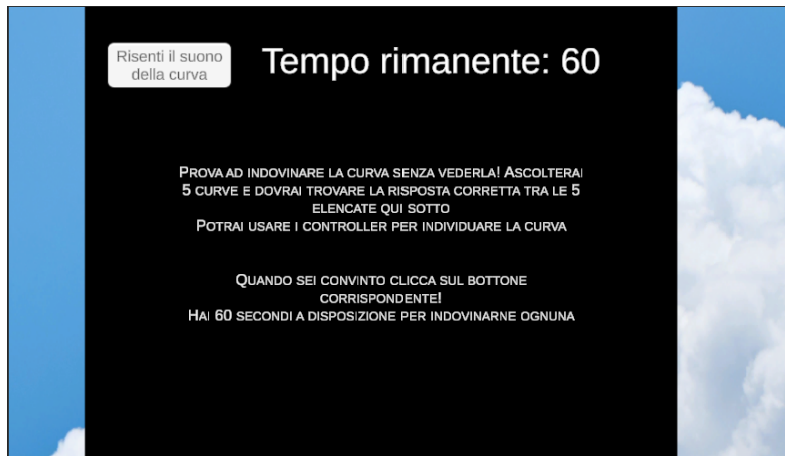 Risenti il suono
della curva
Tempo rimanente: 60
PROVA AD INDOVINARE LA CURVA SENZA VEDERLA! ASCOLTERAI
5 CURVE E DOVRAI TROVARE LA RISPOSTA CORRETTA TRA LE 5
ELENCATE QUI SOTTO
POTRAI USARE I CONTROLLER PER INDIVIDUARE LA CURVA
QUANDO SEI CONVINTO CLICCA SUL BOTTONE
CORRISPONDENTE!
HAI 60 SECONDI A DISPOSIZIONE PER INDOVINARNE OGNUNA